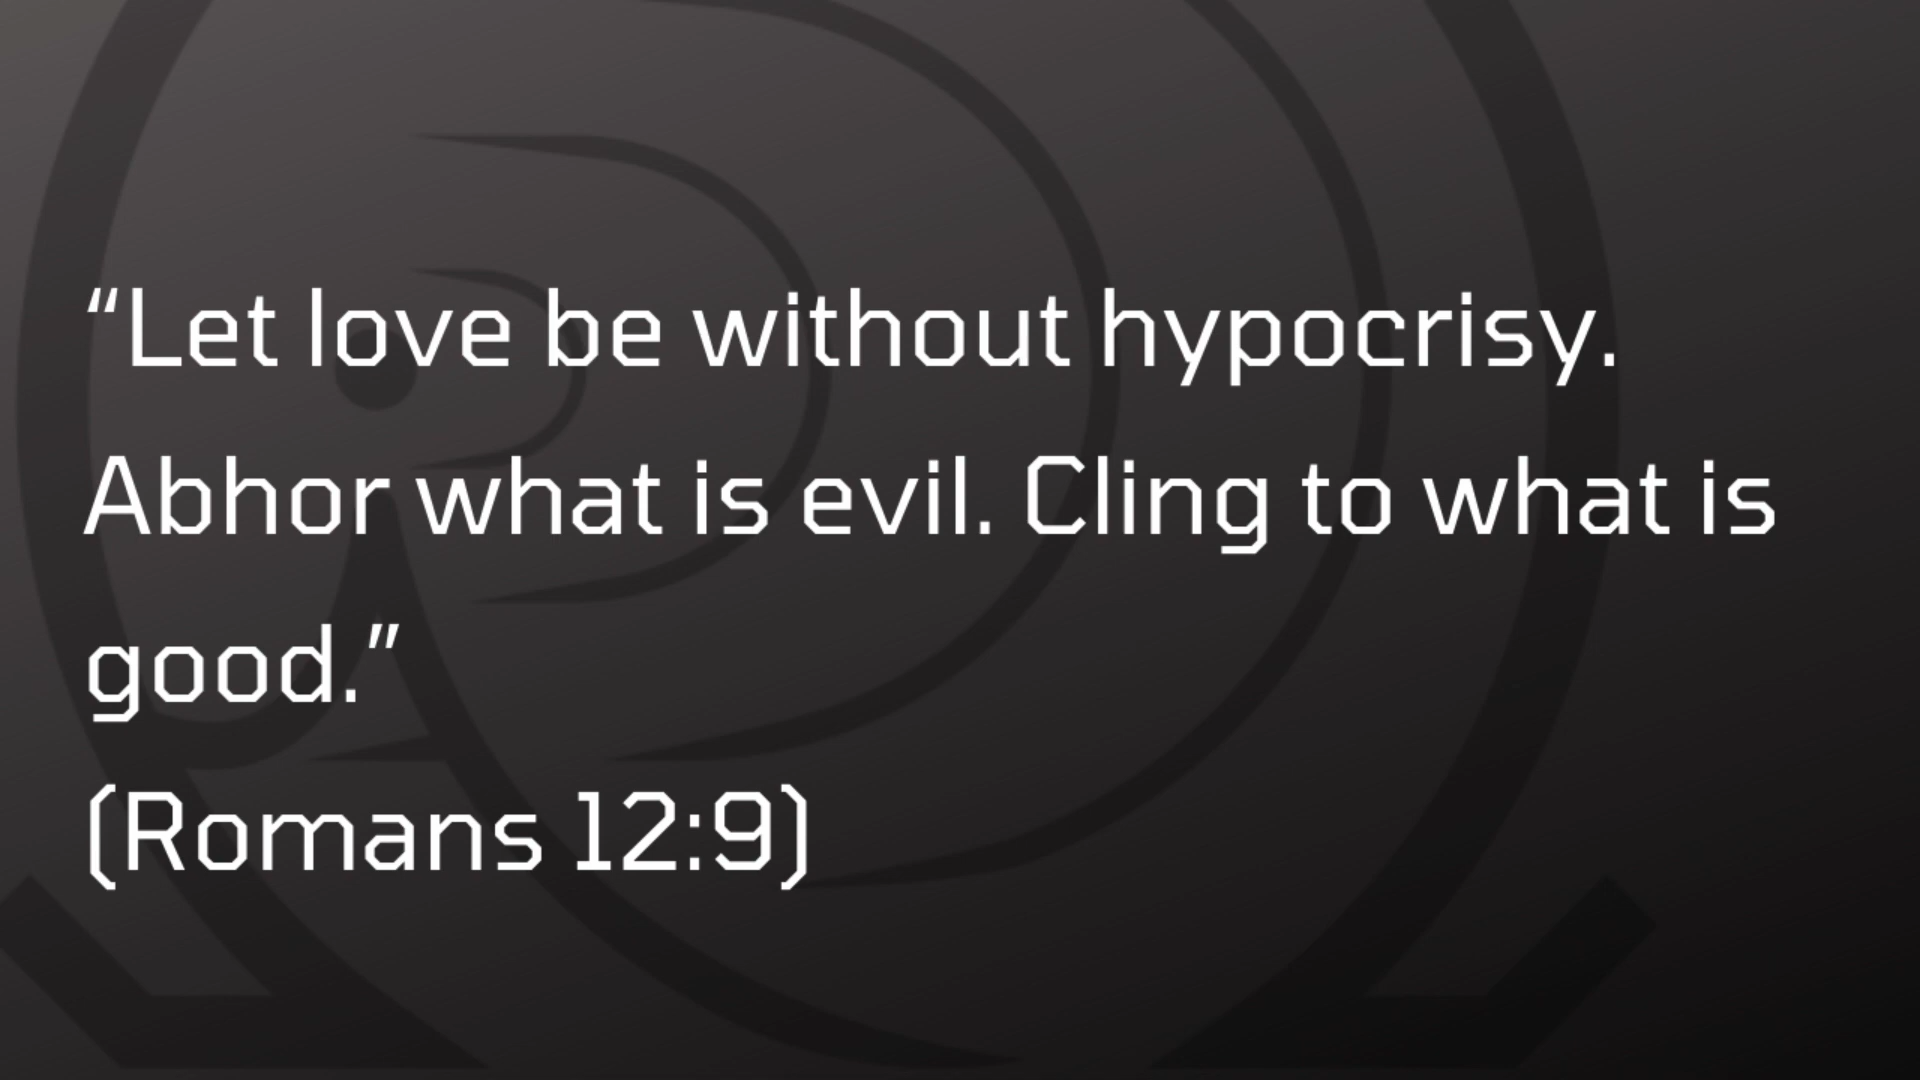 “Let love be without hypocrisy.
Abhor what is evil. Cling to what is
good.”
(Romans 12:9)